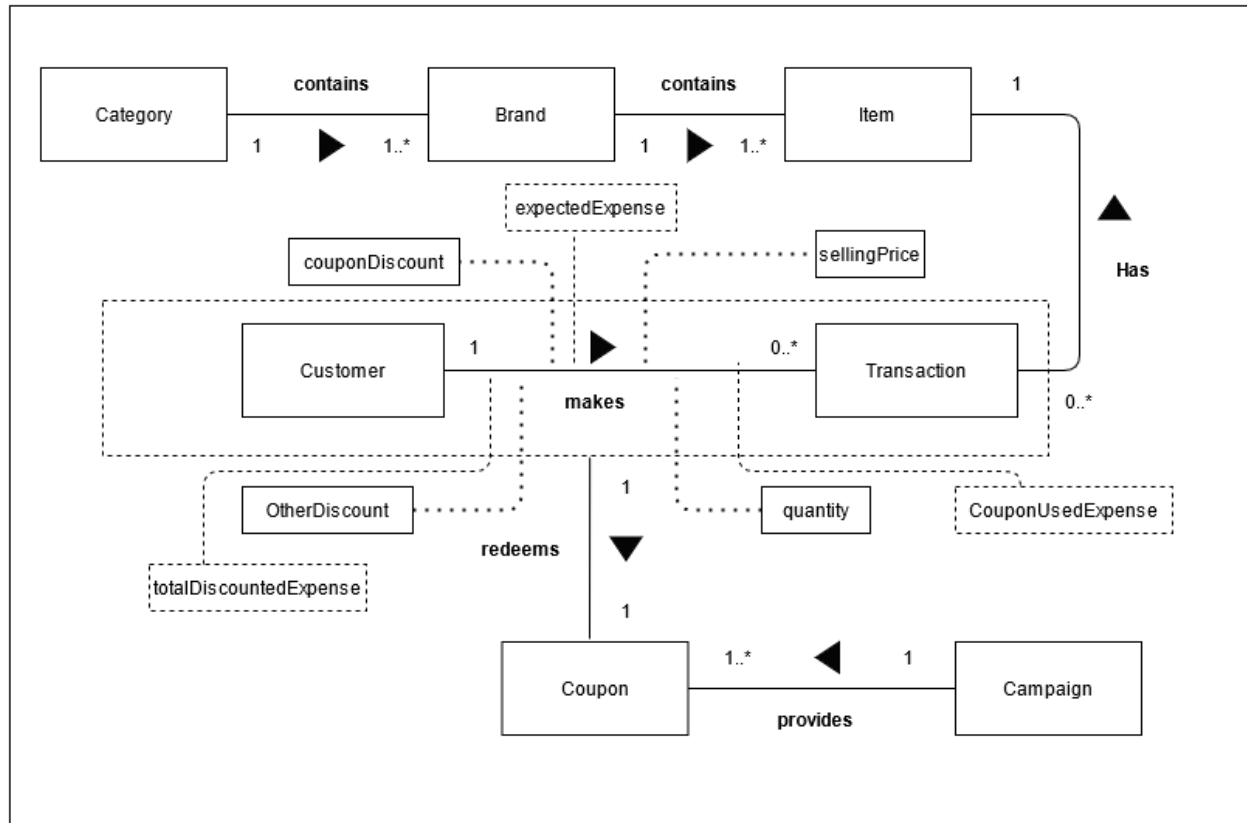 contains
contains
Category
Brand
Item
1
1
1..*
1
1..*
expectedExpense
couponDiscount
sellingPrice
Has
Customer
1
0..*
Transaction
makes
0..*
OtherDiscount
1
quantity
CouponUsedExpense
redeems
totalDiscountedExpense
1
Coupon
1..*
1
Campaign
provides